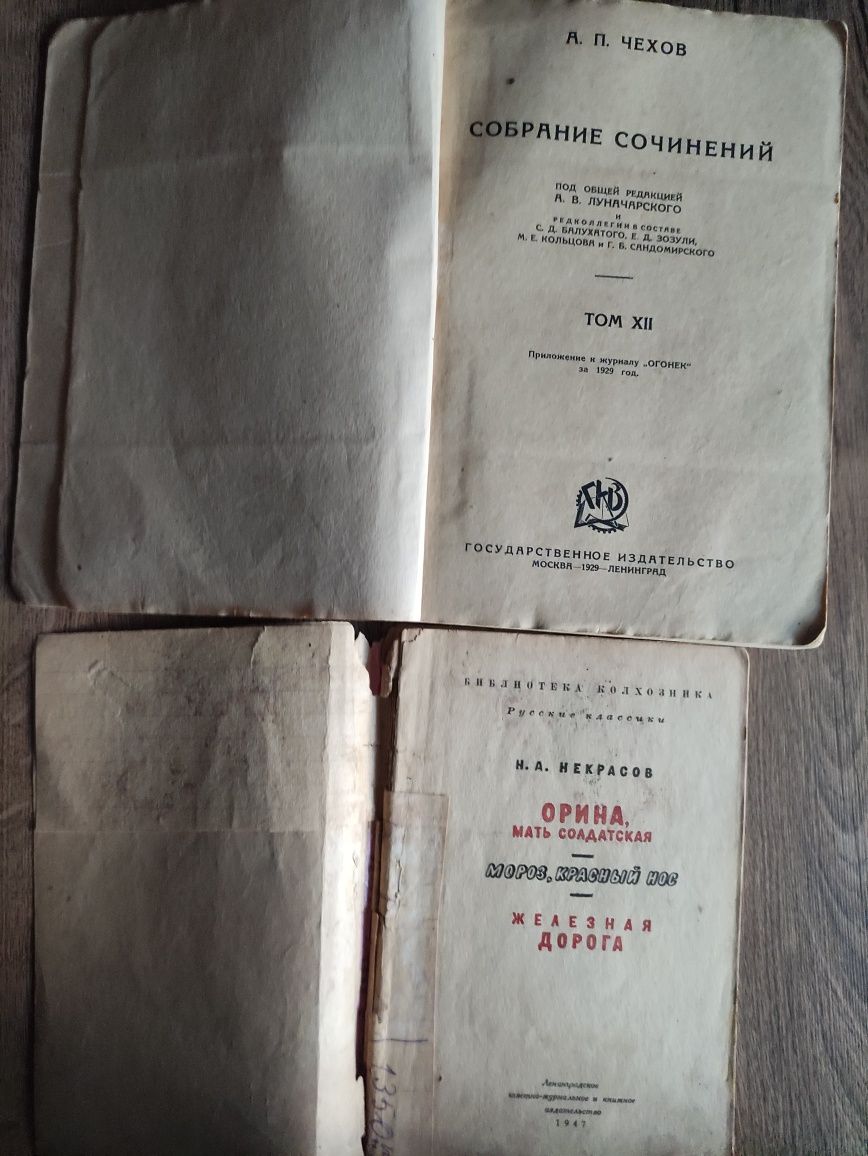 А. П. ЧЕХОВ
СОБРАНИЕ СОЧИНЕНИЙ
ПОД ОБЩЕЙ РЕДАКЦИЕЙ
А. В. ЛУНАЧАРСКОГО
И
РЕДКОЛЛЕГИИ В СОСТАВЕ
С. Д. БАЛУХАТОГО, Е. Д. ЗОЗУЛИ,
М. Е. КОЛЬЦОВА и Г. Б. САНДОМИРСКОГО
ТОМ XII
Приложение к журналу „ОГОНЕК“
за 1929 год.
ГОСУДАРСТВЕННОЕ ИЗДАТЕЛЬСТВО
МОСКВА—1929—ЛЕНИНГРАД
БИБЛИОТЕКА КОЛХОЗНИКА
Русские классики
Н. А. НЕКРАСОВ
ОРИНА,
МАТЬ СОЛДАТСКАЯ
МОРОЗ, КРАСНЫЙ НОС
ЖЕЛЕЗНАЯ
ДОРОГА
Ленинградское
газетно-журнальное и книжное
издательство
1947